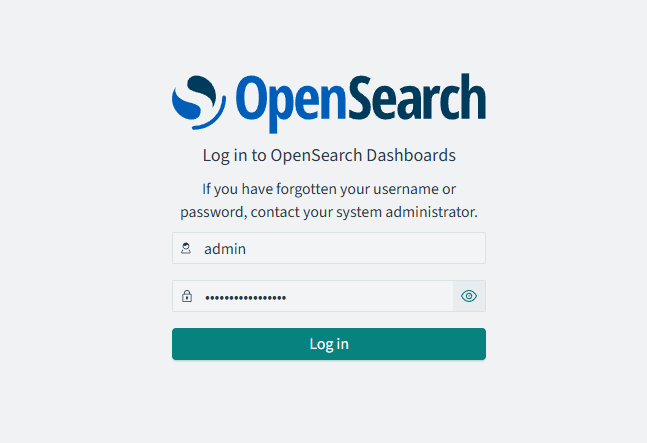 OpenSearch
Log in to OpenSearch Dashboards
If you have forgotten your username or
password, contact your system administrator.
admin
•••••••••••••••••
Log in